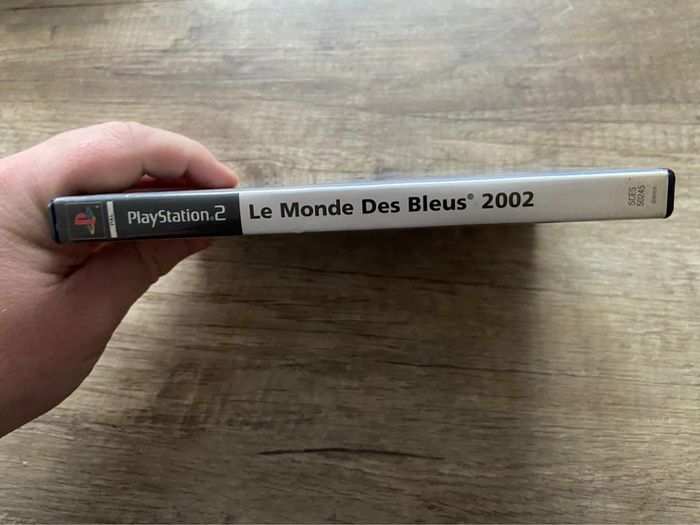 PlayStation.2
Le Monde Des Bleus® 2002
SCES
50245